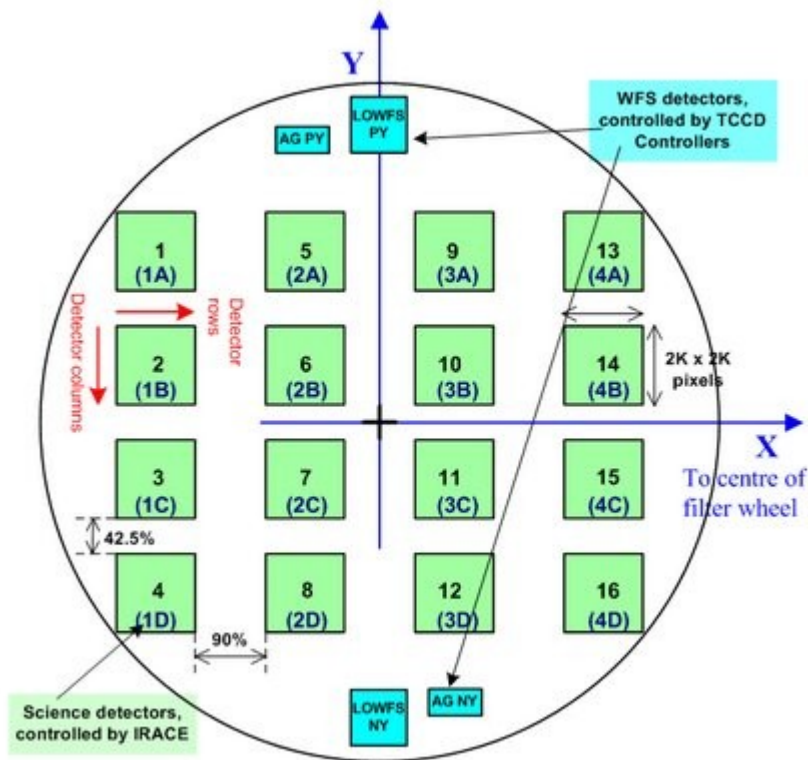 Y
WFS detectors,
controlled by TCCD
Controllers
LOWFS
PY
AG PY
1
(1A)
5
(2A)
9
(3A)
13
(4A)
Detector
rows
Detector columns
2
(1B)
6
(2B)
10
(3B)
14
(4B)
2K x 2K
pixels
X
To centre of
filter wheel
3
(1C)
7
(2C)
11
(3C)
15
(4C)
42.5%
4
(1D)
8
(2D)
12
(3D)
16
(4D)
90%
Science detectors,
controlled by IRACE
LOWFS
NY
AG NY